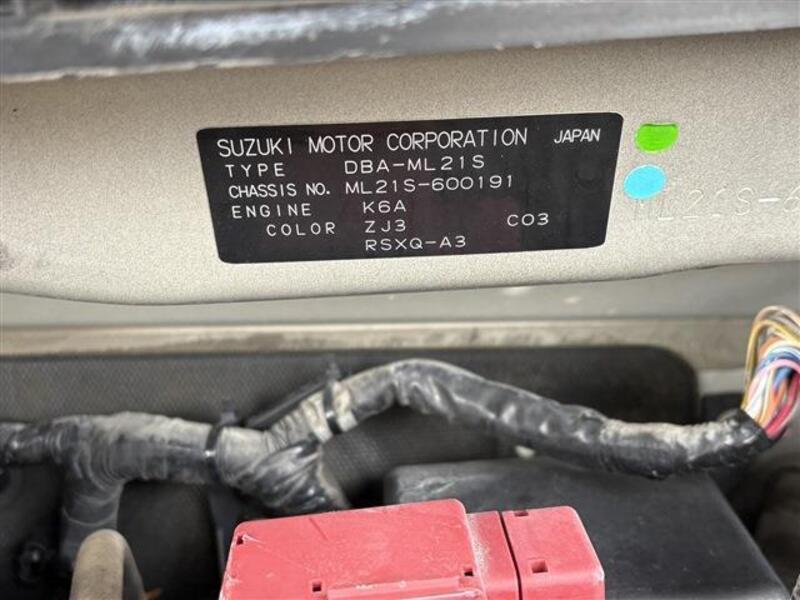 SUZUKI MOTOR CORPORATION JAPAN
TYPE DBA-ML21S
CHASSIS NO. ML21S-600191
ENGINE K6A
COLOR ZJ3 C03
RSXQ-A3